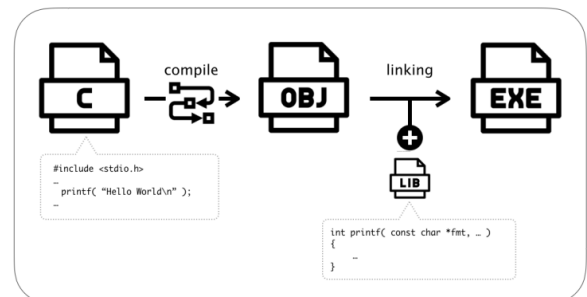 compile
linking
C
OBJ
EXE
LIB
#include <stdio.h>
…
printf( “Hello World\n” );
…
int printf( const char *fmt, … )
{
…
}